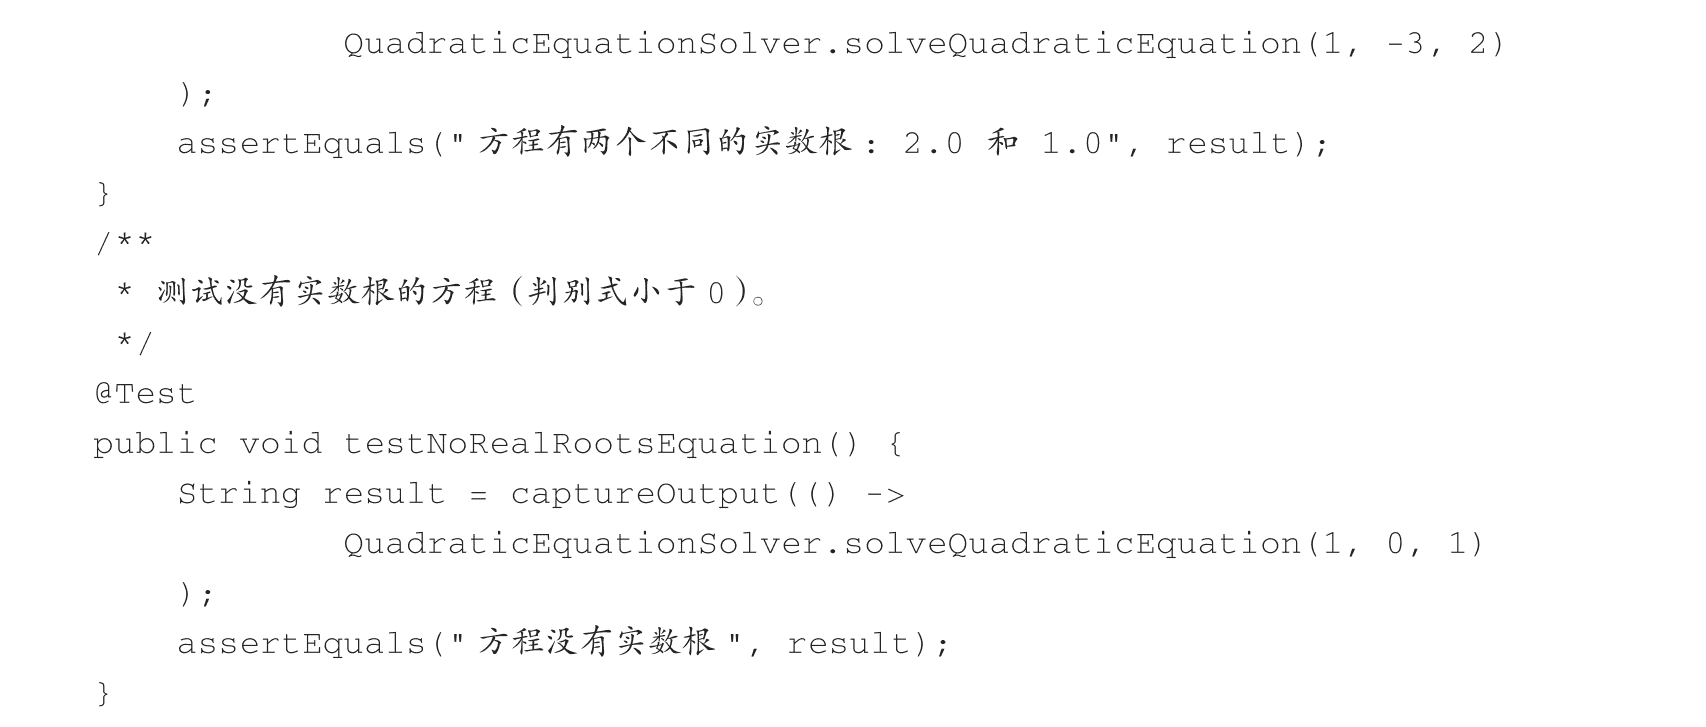 QuadraticEquationSolver.solveQuadraticEquation(1, -3, 2)
);
assertEquals("方程有两个不同的实数根: 2.0 和 1.0", result);
}
/**
* 测试没有实数根的方程(判别式小于0)。
*/
@Test
public void testNoRealRootsEquation() {
String result = captureOutput(() ->
QuadraticEquationSolver.solveQuadraticEquation(1, 0, 1)
);
assertEquals("方程没有实数根", result);
}